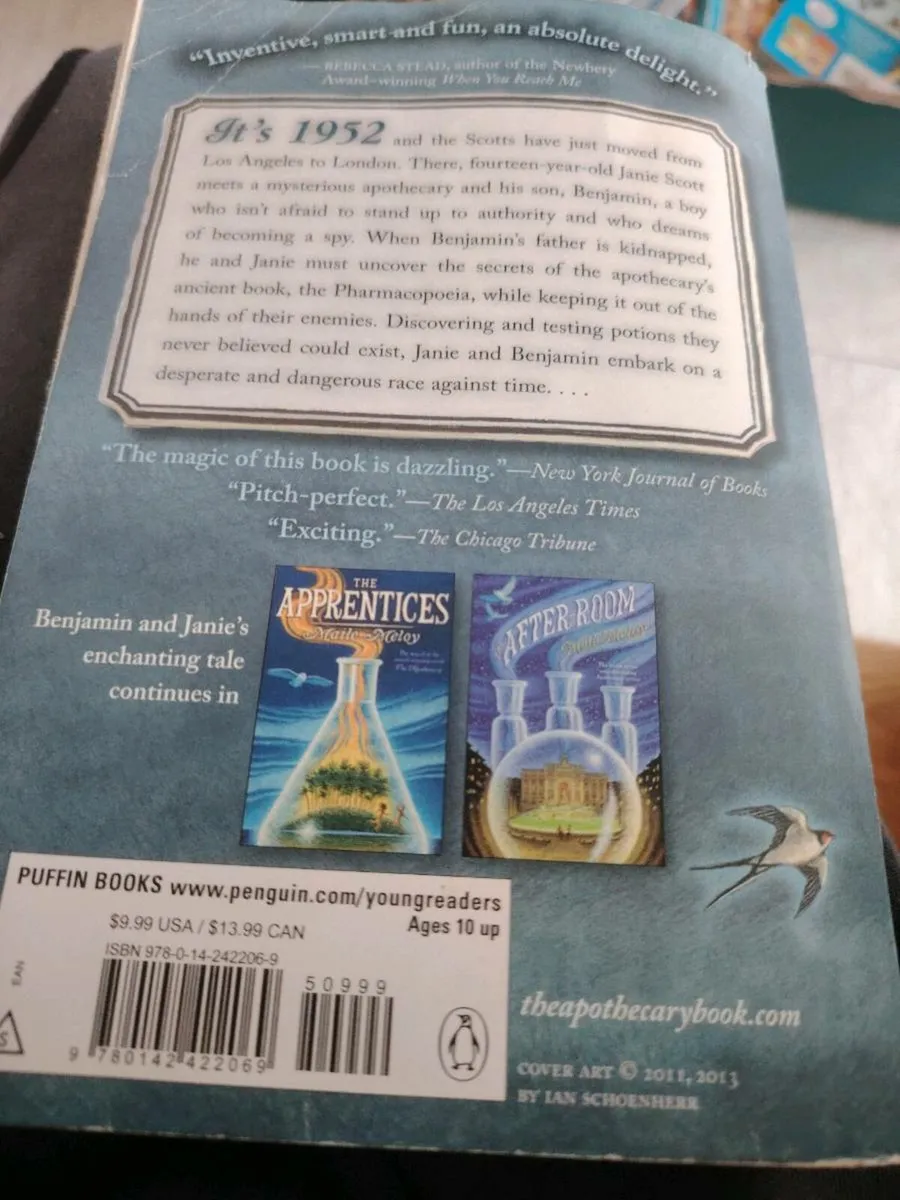 “Inventive, smart and fun, an absolute delight.”
— REBECCA STEAD, author of the Newbery
Award-winning When You Reach Me
It's 1952 and the Scotts have just moved from
Los Angeles to London. There, fourteen-year-old Janie Scott
meets a mysterious apothecary and his son, Benjamin, a boy
who isn't afraid to stand up to authority and who dreams
of becoming a spy. When Benjamin's father is kidnapped,
he and Janie must uncover the secrets of the apothecary's
ancient book, the Pharmacopoeia, while keeping it out of the
hands of their enemies. Discovering and testing potions they
never believed could exist, Janie and Benjamin embark on a
desperate and dangerous race against time. . . .
“The magic of this book is dazzling.”—New York Journal of Books
“Pitch-perfect.”—The Los Angeles Times
“Exciting.”—The Chicago Tribune
Benjamin and Janie's
enchanting tale
continues in
THE
APPRENTICES
Maile Meloy
AFTER-ROOM
PUFFIN BOOKS www.penguin.com/youngreaders
$9.99 USA / $13.99 CAN
Ages 10 up
ISBN 978-0-14-242206-9
50999
EAN
S
9 780142 422069
theapothecarybook.com
COVER ART © 2011, 2013
BY IAN SCHOENHERR